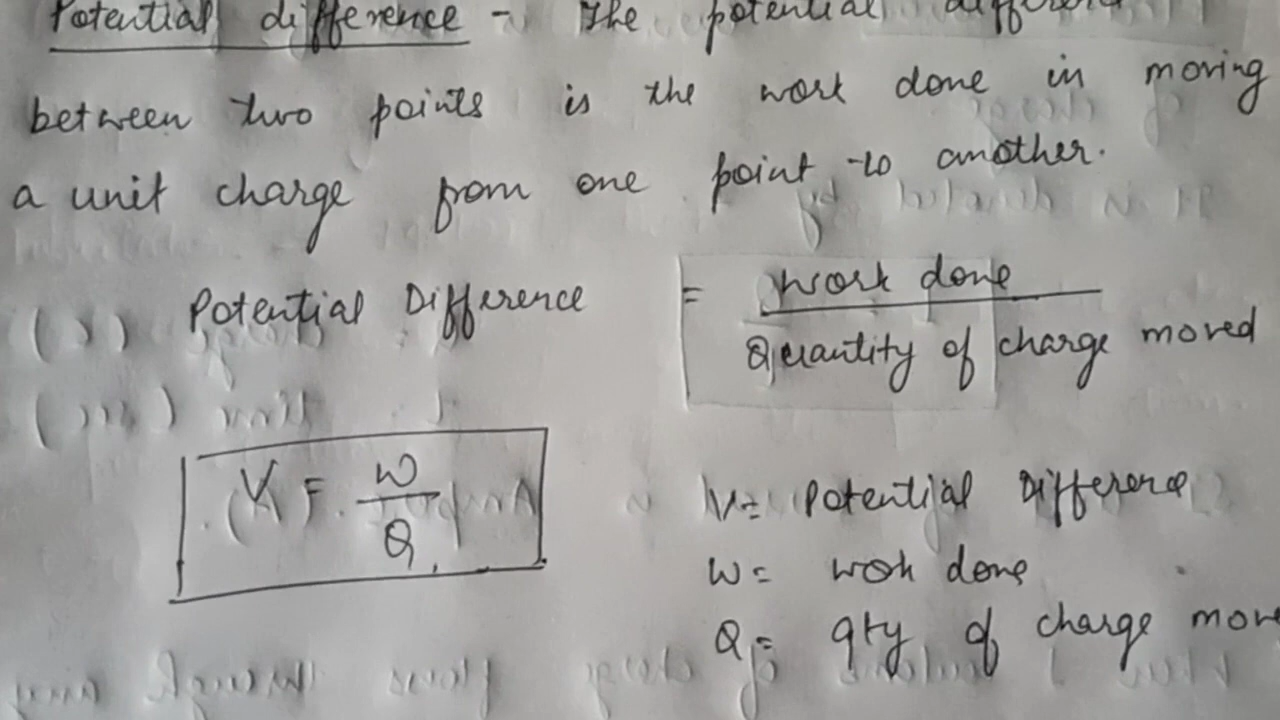 Potential difference - The potential difference
between two points is the work done in moving
a unit charge from one point to another.
Potential Difference = Work done
Quantity of charge moved
V = W
Q
V = Potential Difference
W = work done
Q = qty of charge